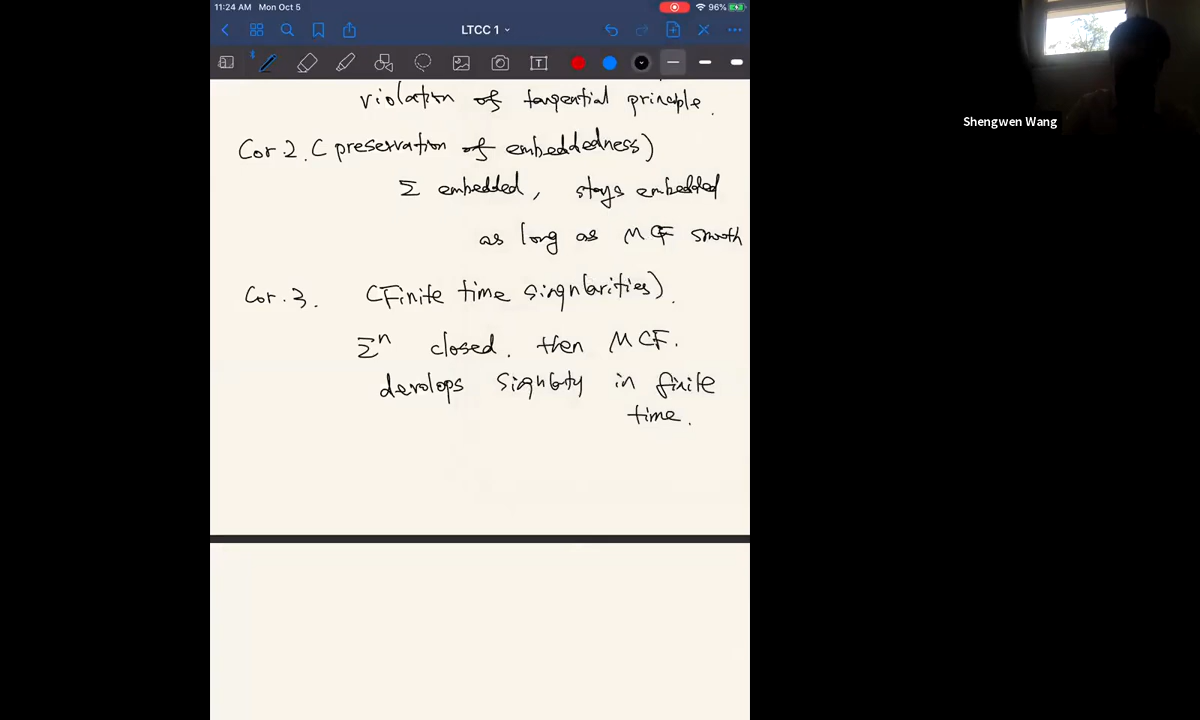 11:24 AM Mon Oct 5
96%
LTCC 1
T
violation of tangential principle.
Shengwen Wang
Cor 2. ( preservation of embeddedness)
Σ embedded, stays embedded
as long as MCF smooth
Cor. 3. (Finite time singularities).
Σⁿ closed. then MCF.
develops singularity in finite
time.